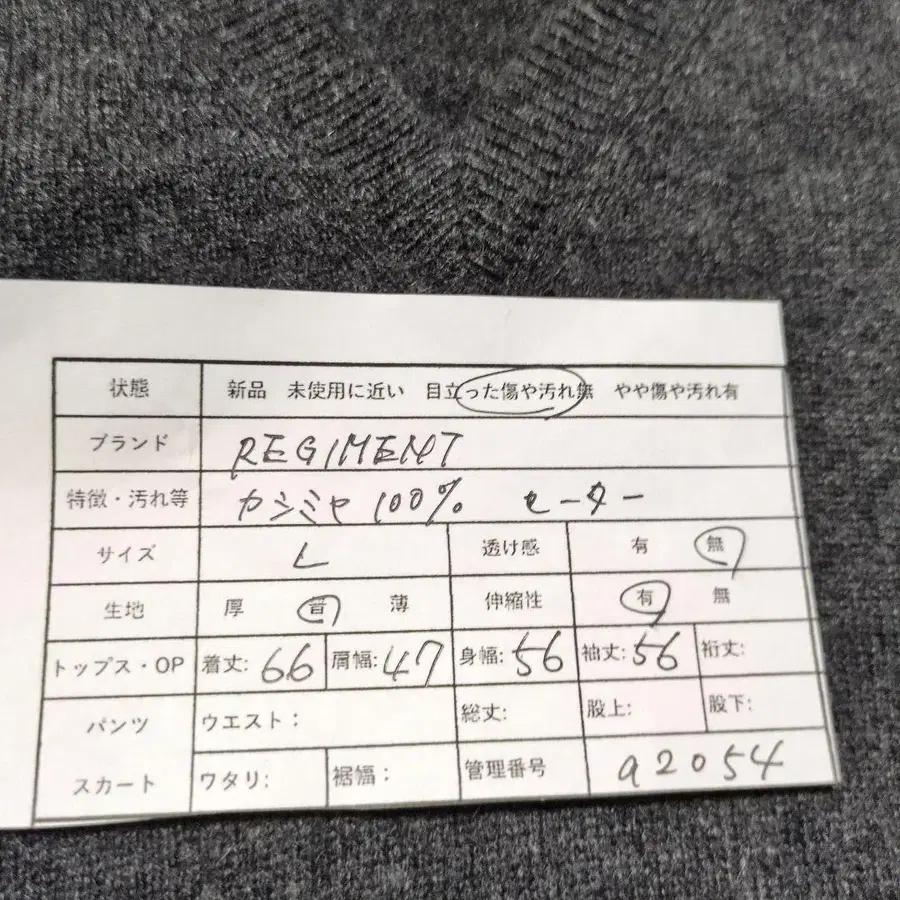 状態 新品 未使用に近い 目立った傷や汚れ無 やや傷や汚れ有
ブランド REGIMENT
特徴・汚れ等 カシミヤ 100% セーター
サイズ L 透け感 有 無
生地 厚 普 薄 伸縮性 有 無
トップス・OP 着丈: 66 肩幅: 47 身幅: 56 袖丈: 56 裄丈:
パンツ ウエスト: 総丈: 股上: 股下:
スカート ワタリ: 裾幅: 管理番号 a2054